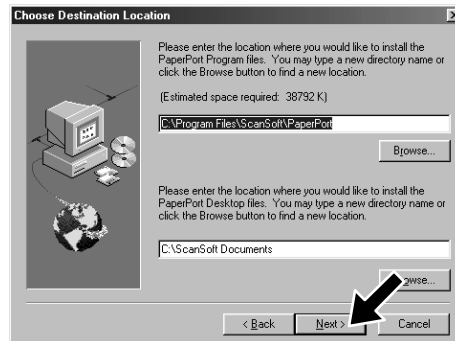 Choose Destination Location
Please enter the location where you would like to install the
PaperPort Program files. You may type a new directory name or
click the Browse button to find a new location.
(Estimated space required: 38792 K)
C:\Program Files\ScanSoft\PaperPort
Browse...
Please enter the location where you would like to install the
PaperPort Desktop files. You may type a new directory name or
click the Browse button to find a new location.
C:\ScanSoft Documents
owse...
< Back
Next >
Cancel